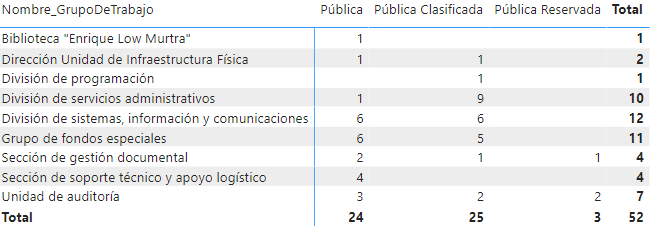 Nombre_GrupoDeTrabajo Pública Pública Clasificada Pública Reservada Total
Biblioteca "Enrique Low Murtra" 1 1
Dirección Unidad de Infraestructura Física 1 1 2
División de programación 1 1
División de servicios administrativos 1 9 10
División de sistemas, información y comunicaciones 6 6 12
Grupo de fondos especiales 6 5 11
Sección de gestión documental 2 1 1 4
Sección de soporte técnico y apoyo logístico 4 4
Unidad de auditoría 3 2 2 7
Total 24 25 3 52